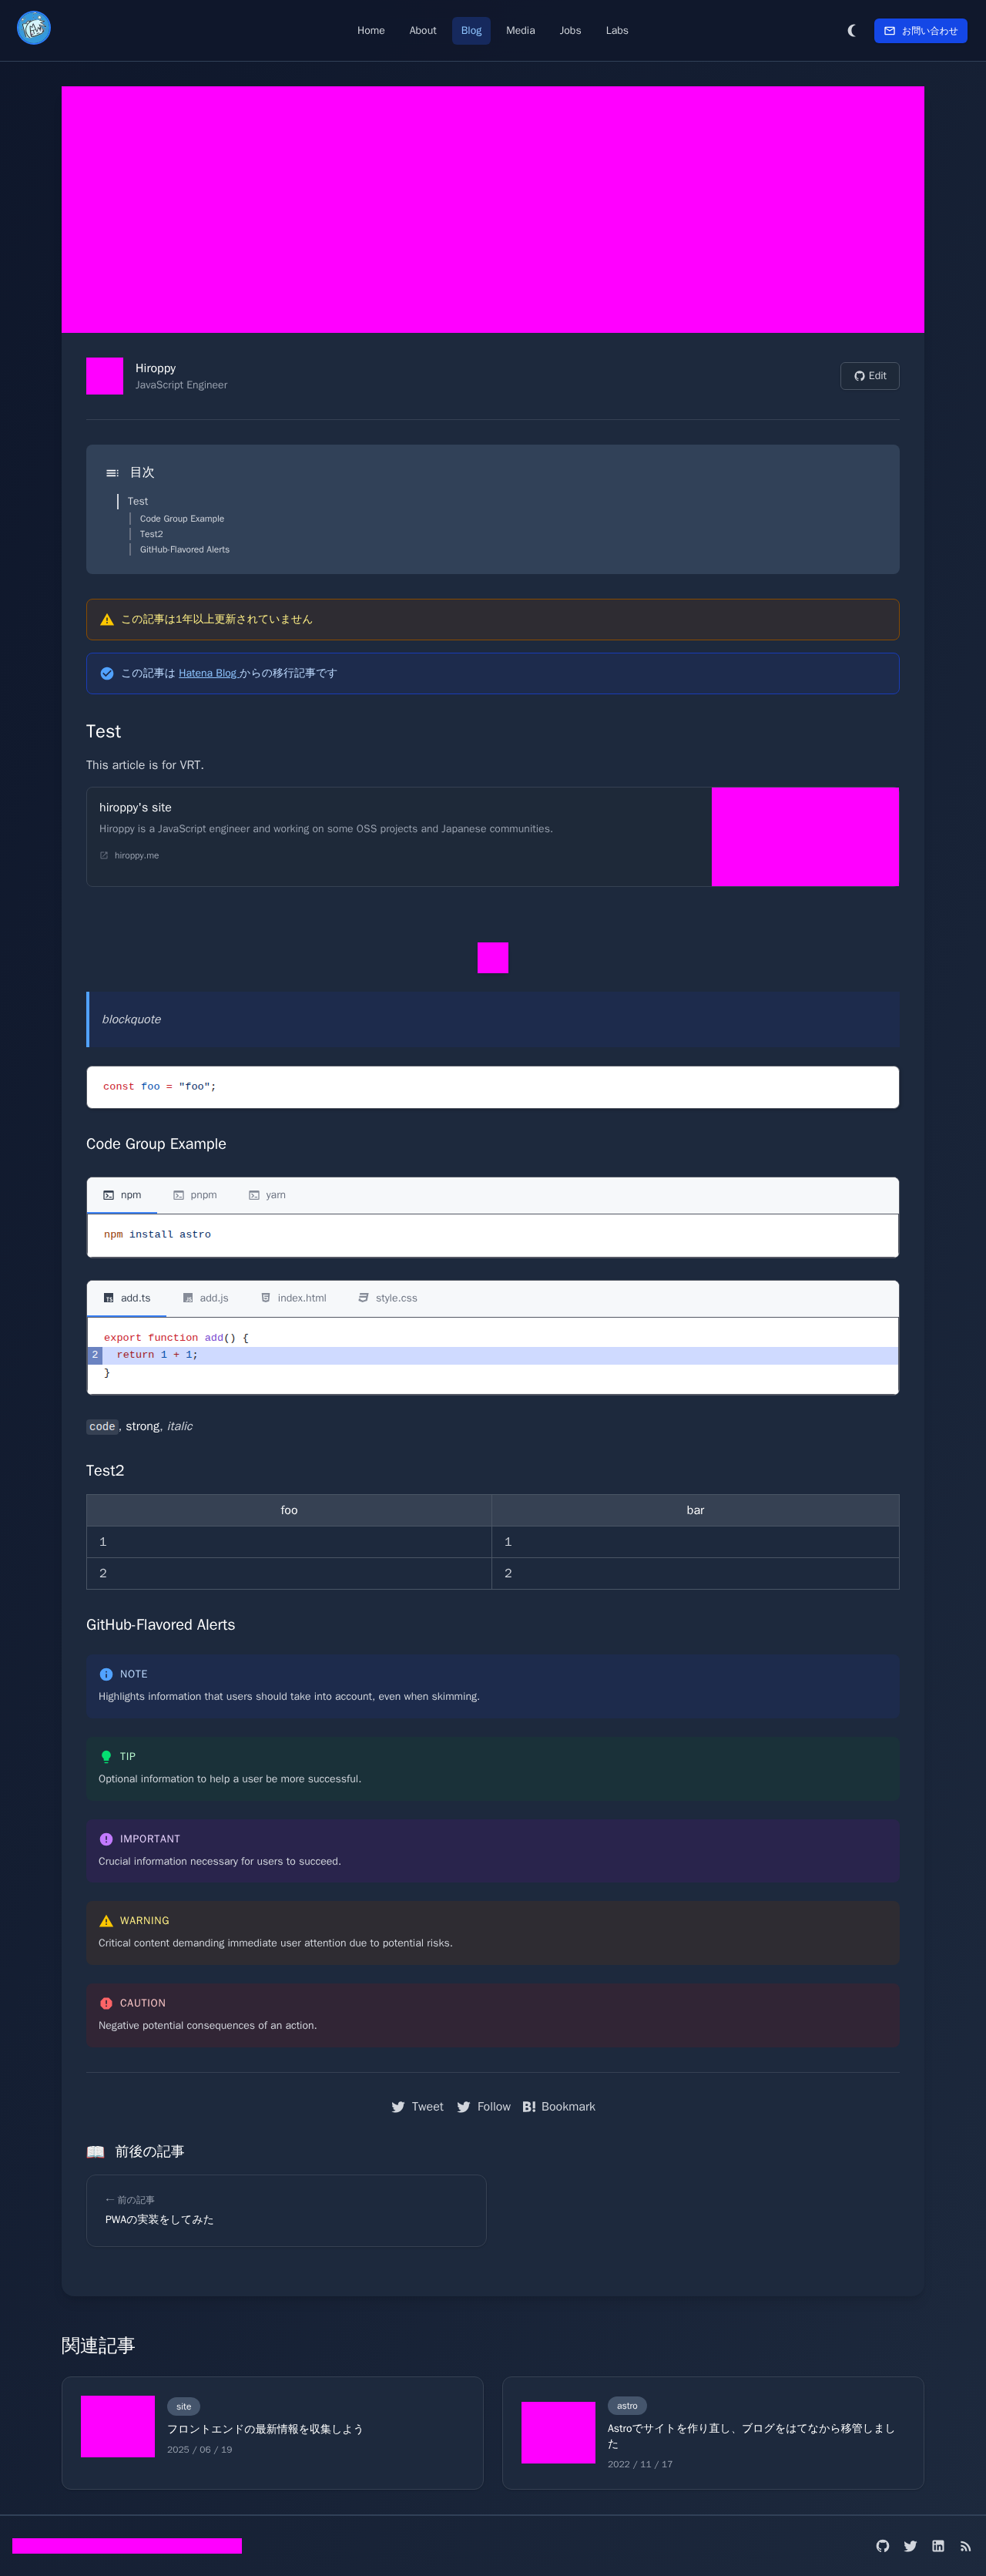 Home About Blog Media Jobs Labs お問い合わせ
Hiroppy
JavaScript Engineer
Edit
目次
Test
Code Group Example
Test2
GitHub-Flavored Alerts
この記事は1年以上更新されていません
この記事は Hatena Blog からの移行記事です
Test
This article is for VRT.
hiroppy's site
Hiroppy is a JavaScript engineer and working on some OSS projects and Japanese communities.
hiroppy.me
blockquote
const foo = "foo";
Code Group Example
npm pnpm yarn
npm install astro
add.ts add.js index.html style.css
export function add() {
2 return 1 + 1;
}
code, strong, italic
Test2
foo bar
1 1
2 2
GitHub-Flavored Alerts
NOTE
Highlights information that users should take into account, even when skimming.
TIP
Optional information to help a user be more successful.
IMPORTANT
Crucial information necessary for users to succeed.
WARNING
Critical content demanding immediate user attention due to potential risks.
CAUTION
Negative potential consequences of an action.
Tweet Follow B! Bookmark
前後の記事
← 前の記事
PWAの実装をしてみた
関連記事
site
フロントエンドの最新情報を収集しよう
2025 / 06 / 19
astro
Astroでサイトを作り直し、ブログをはてなから移管しまし
た
2022 / 11 / 17